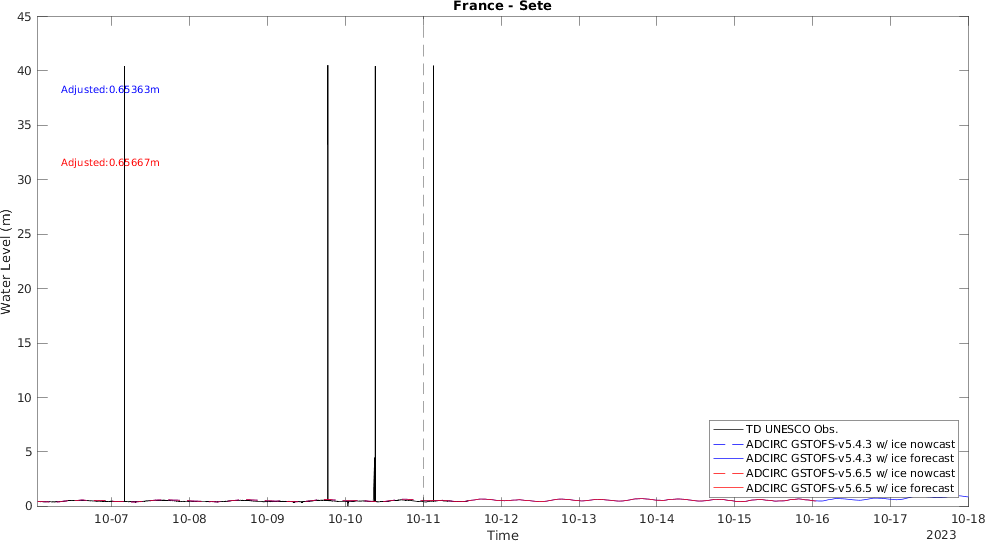 France - Sete
45
40
35
30
25
20
15
10
5
0
Water Level (m)
Adjusted:0.65363m
Adjusted:0.65667m
TD UNESCO Obs.
ADCIRC GSTOFS-v5.4.3 w/ ice nowcast
ADCIRC GSTOFS-v5.4.3 w/ ice forecast
ADCIRC GSTOFS-v5.6.5 w/ ice nowcast
ADCIRC GSTOFS-v5.6.5 w/ ice forecast
10-07 10-08 10-09 10-10 10-11 10-12 10-13 10-14 10-15 10-16 10-17 10-18
Time
2023